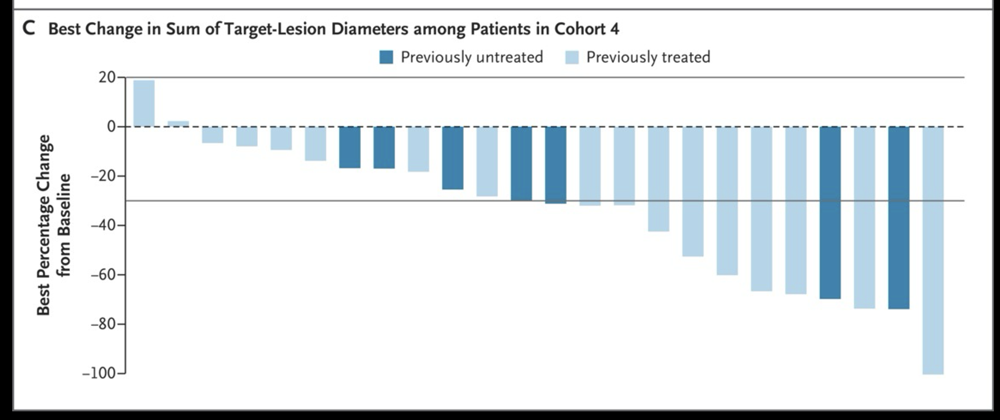 C Best Change in Sum of Target-Lesion Diameters among Patients in Cohort 4
Previously untreated Previously treated
20
0
–20
–40
–60
–80
–100
Best Percentage Change
from Baseline